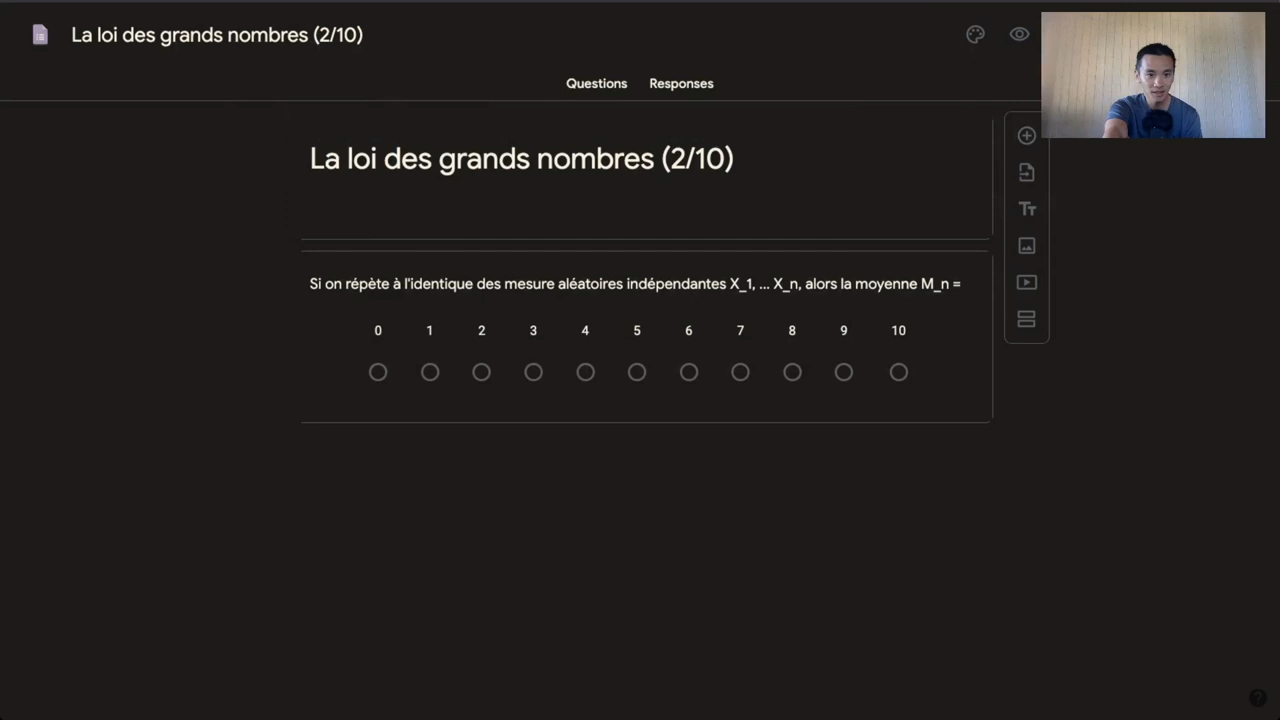 La loi des grands nombres (2/10)
Questions Responses
La loi des grands nombres (2/10)
Si on répète à l'identique des mesure aléatoires indépendantes X_1, ... X_n, alors la moyenne M_n =
0 1 2 3 4 5 6 7 8 9 10
Tт
?